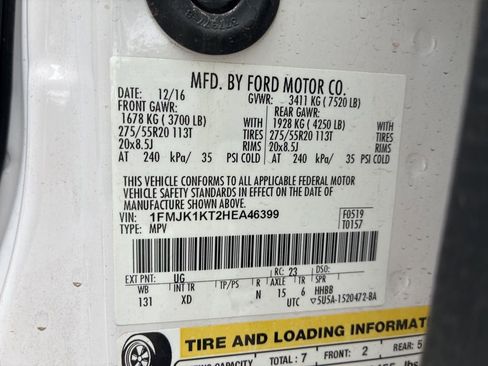 MFD. BY FORD MOTOR CO.
DATE: 12/16 GVWR: 3411 KG ( 7520 LB)
FRONT GAWR: REAR GAWR:
1678 KG ( 3700 LB) WITH 1928 KG ( 4250 LB) WITH
275/55R20 113T TIRES 275/55R20 113T TIRES
20x8.5J RIMS 20x8.5J RIMS
AT 240 kPa/ 35 PSI COLD AT 240 kPa/ 35 PSI COLD
THIS VEHICLE CONFORMS TO ALL APPLICABLE FEDERAL MOTOR
VEHICLE SAFETY STANDARDS IN EFFECT ON THE DATE OF
MANUFACTURE SHOWN ABOVE.
VIN: 1FMJK1KT2HEA46399 F0519
TYPE: MPV T0157
EXT PNT: UG RC: 23 DSO:
WB INT TR TP/PS R AXLE TR SPR
131 XD N 15 6 HHBB
UTC 5U5A-1520472-BA
TIRE AND LOADING INFORMAT
CAPACITY TOTAL : 7 FRONT: 2 REAR: 5